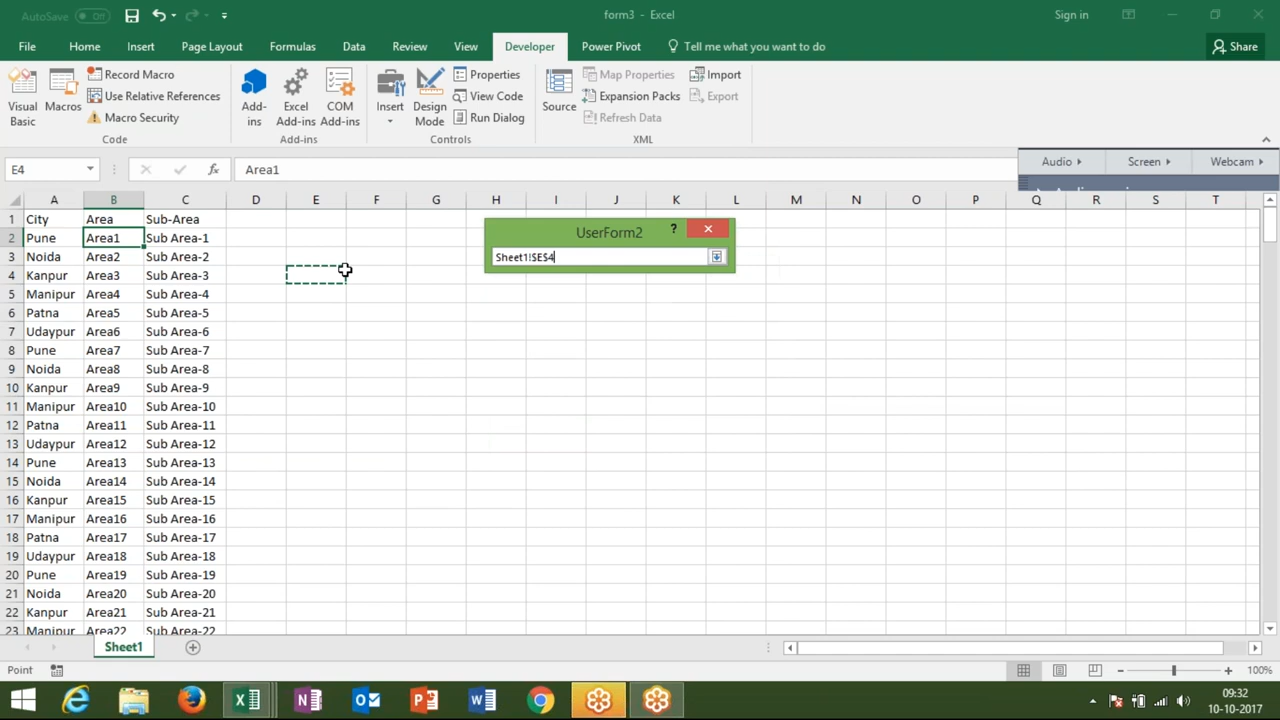 AutoSave Off form3 - Excel Sign in
File Home Insert Page Layout Formulas Data Review View Developer Power Pivot Tell me what you want to do Share
Visual Basic Macros Record Macro Use Relative References Macro Security Code
Add-ins Excel Add-ins COM Add-ins Add-ins
Insert Design Mode Properties View Code Run Dialog Controls
Source Map Properties Expansion Packs Refresh Data Import Export XML
E4 fx Area1
Audio Screen Webcam
A B C D E F G H I J K L M N O P Q R S T
1 City Area Sub-Area
2 Pune Area1 Sub Area-1
3 Noida Area2 Sub Area-2
4 Kanpur Area3 Sub Area-3
5 Manipur Area4 Sub Area-4
6 Patna Area5 Sub Area-5
7 Udaypur Area6 Sub Area-6
8 Pune Area7 Sub Area-7
9 Noida Area8 Sub Area-8
10 Kanpur Area9 Sub Area-9
11 Manipur Area10 Sub Area-10
12 Patna Area11 Sub Area-11
13 Udaypur Area12 Sub Area-12
14 Pune Area13 Sub Area-13
15 Noida Area14 Sub Area-14
16 Kanpur Area15 Sub Area-15
17 Manipur Area16 Sub Area-16
18 Patna Area17 Sub Area-17
19 Udaypur Area18 Sub Area-18
20 Pune Area19 Sub Area-19
21 Noida Area20 Sub Area-20
22 Kanpur Area21 Sub Area-21
23 Manipur Area22 Sub Area-22
UserForm2 ?
Sheet1!$E$4
Sheet1
Point 100%
09:32
10-10-2017